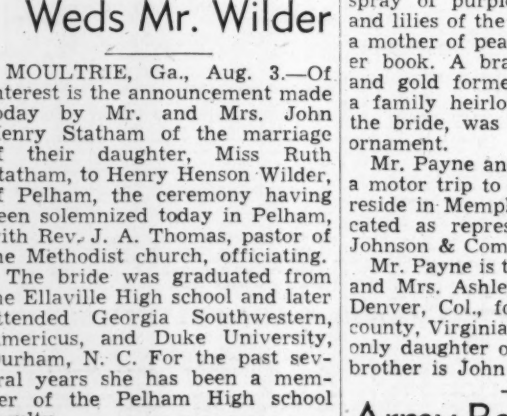 Weds Mr. Wilder
MOULTRIE, Ga., Aug. 3.—Of
nterest is the announcement made
oday by Mr. and Mrs. John
enry Statham of the marriage
f their daughter, Miss Ruth
tatham, to Henry Henson Wilder,
f Pelham, the ceremony having
een solemnized today in Pelham,
ith Rev. J. A. Thomas, pastor of
he Methodist church, officiating.
The bride was graduated from
he Ellaville High school and later
ttended Georgia Southwestern,
mericus, and Duke University,
urham, N. C. For the past sev-
ral years she has been a mem-
er of the Pelham High school
spray of purpl
and lilies of the
a mother of pea
er book. A bra
and gold forme
a family heirlo
the bride, was
ornament.
Mr. Payne an
a motor trip to
reside in Memp
cated as repres
Johnson & Com
Mr. Payne is t
and Mrs. Ashle
Denver, Col., fo
county, Virginia
only daughter o
brother is John